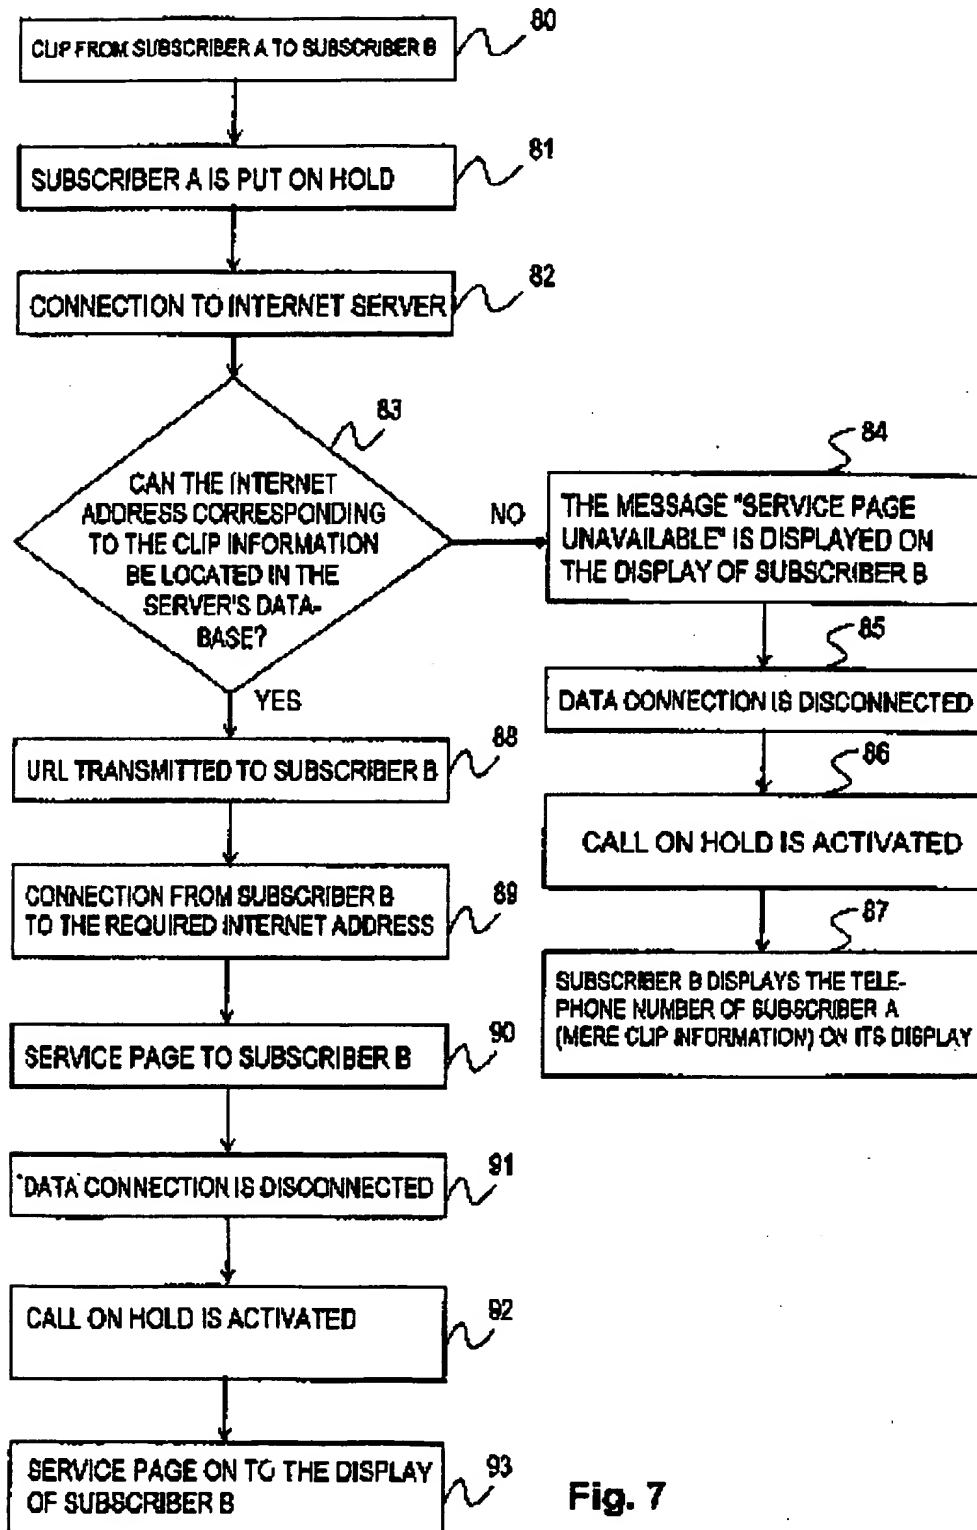 CLIP FROM SUBSCRIBER A TO SUBSCRIBER B
80
SUBSCRIBER A IS PUT ON HOLD
81
CONNECTION TO INTERNET SERVER
82
83
CAN THE INTERNET
ADDRESS CORRESPONDING
TO THE CLIP INFORMATION
BE LOCATED IN THE
SERVER'S DATA-
BASE?
NO
YES
84
THE MESSAGE "SERVICE PAGE
UNAVAILABLE" IS DISPLAYED ON
THE DISPLAY OF SUBSCRIBER B
85
DATA CONNECTION IS DISCONNECTED
86
CALL ON HOLD IS ACTIVATED
87
SUBSCRIBER B DISPLAYS THE TELE-
PHONE NUMBER OF SUBSCRIBER A
(MERE CLIP INFORMATION) ON ITS DISPLAY
URL TRANSMITTED TO SUBSCRIBER B
88
CONNECTION FROM SUBSCRIBER B
TO THE REQUIRED INTERNET ADDRESS
89
SERVICE PAGE TO SUBSCRIBER B
90
DATA CONNECTION IS DISCONNECTED
91
CALL ON HOLD IS ACTIVATED
92
SERVICE PAGE ON TO THE DISPLAY
OF SUBSCRIBER B
93
Fig. 7